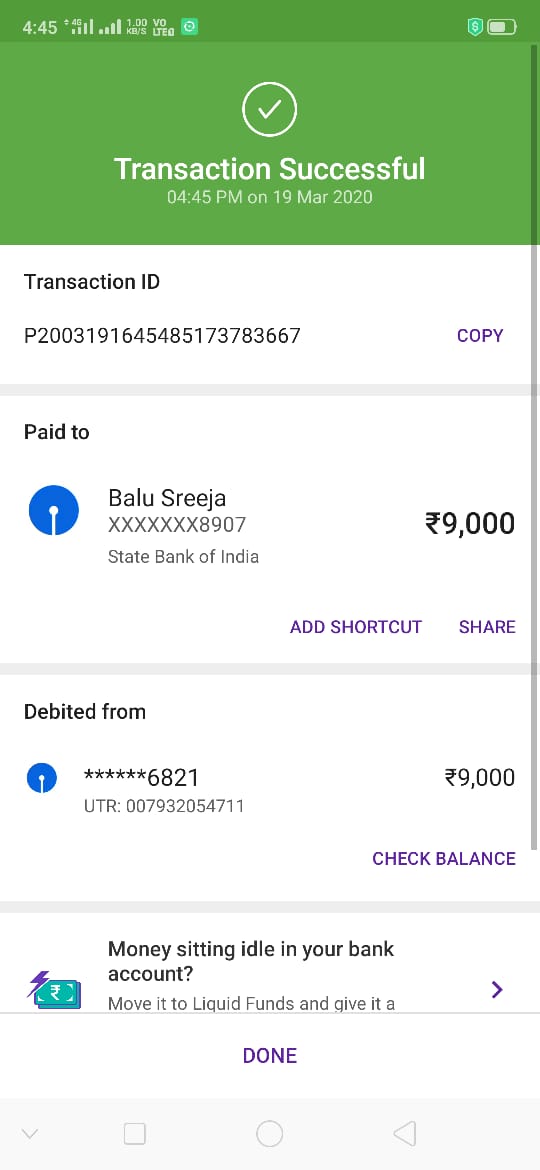 4:45 4G 1.00 KB/S VO LTE
Transaction Successful
04:45 PM on 19 Mar 2020
Transaction ID
P2003191645485173783667 COPY
Paid to
Balu Sreeja
XXXXXXX8907 ₹9,000
State Bank of India
ADD SHORTCUT SHARE
Debited from
******6821 ₹9,000
UTR: 007932054711
CHECK BALANCE
Money sitting idle in your bank
account?
Move it to Liquid Funds and give it a
DONE